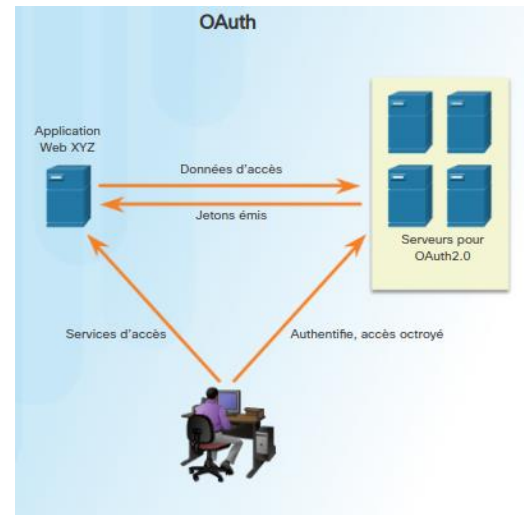 OAuth
Application
Web XYZ
Données d'accès
Jetons émis
Serveurs pour
OAuth2.0
Services d'accès
Authentifie, accès octroyé